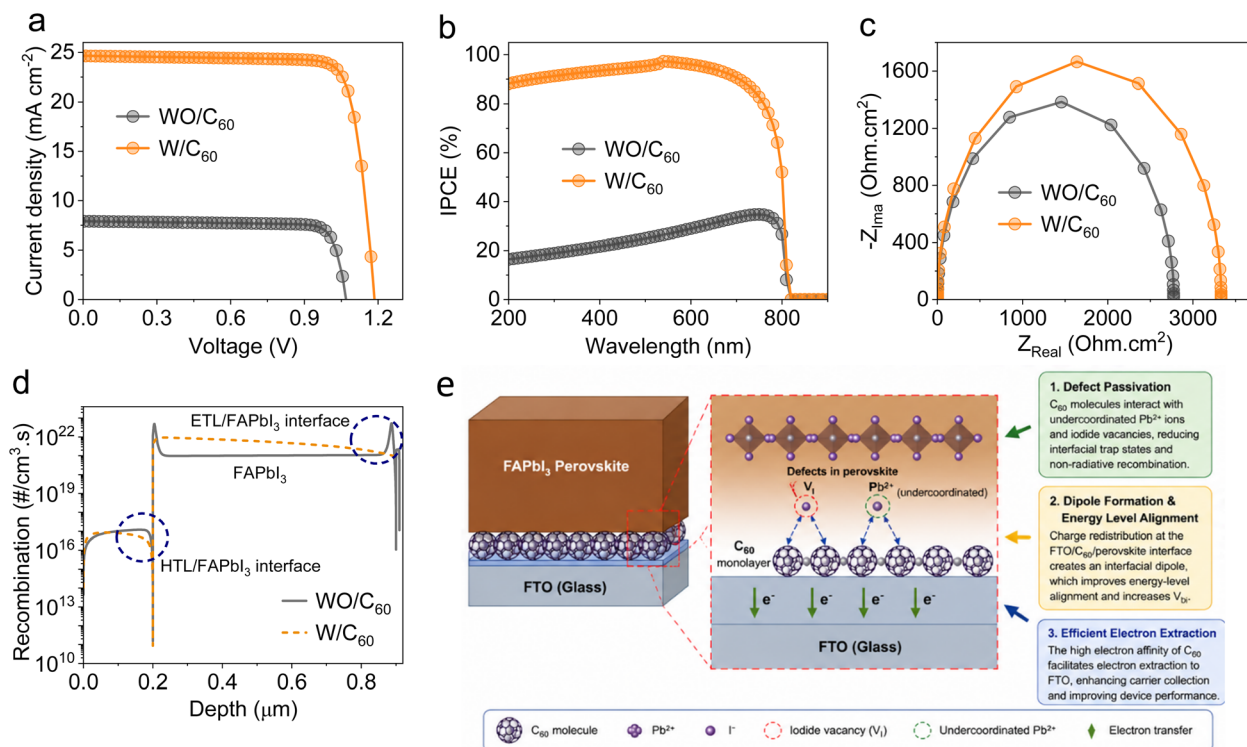 a
Current density (mA cm⁻²)
25
20
15
10
5
0
WO/C₆₀
W/C₆₀
0.0
0.3
0.6
0.9
1.2
Voltage (V)
b
IPCE (%)
100
80
60
40
20
0
WO/C₆₀
W/C₆₀
200
400
600
800
Wavelength (nm)
c
-Z_Ima (Ohm.cm²)
1600
1200
800
400
0
WO/C₆₀
W/C₆₀
0
1000
2000
3000
Z_Real (Ohm.cm²)
d
Recombination (#/cm³.s)
10²²
10¹⁹
10¹⁶
10¹³
10¹⁰
ETL/FAPbI₃ interface
FAPbI₃
HTL/FAPbI₃ interface
WO/C₆₀
W/C₆₀
0.0
0.2
0.4
0.6
0.8
Depth (μm)
e
FAPbI₃ Perovskite
FTO (Glass)
Defects in perovskite
V_I
Pb²⁺
(undercoordinated)
C₆₀
monolayer
e⁻
e⁻
e⁻
e⁻
FTO (Glass)
1. Defect Passivation
C₆₀ molecules interact with
undercoordinated Pb²⁺ ions
and iodide vacancies, reducing
interfacial trap states and
non-radiative recombination.
2. Dipole Formation &
Energy Level Alignment
Charge redistribution at the
FTO/C₆₀/perovskite interface
creates an interfacial dipole,
which improves energy-level
alignment and increases V_bi.
3. Efficient Electron Extraction
The high electron affinity of C₆₀
facilitates electron extraction to
FTO, enhancing carrier collection
and improving device performance.
C₆₀ molecule
Pb²⁺
I⁻
Iodide vacancy (V_I)
Undercoordinated Pb²⁺
Electron transfer